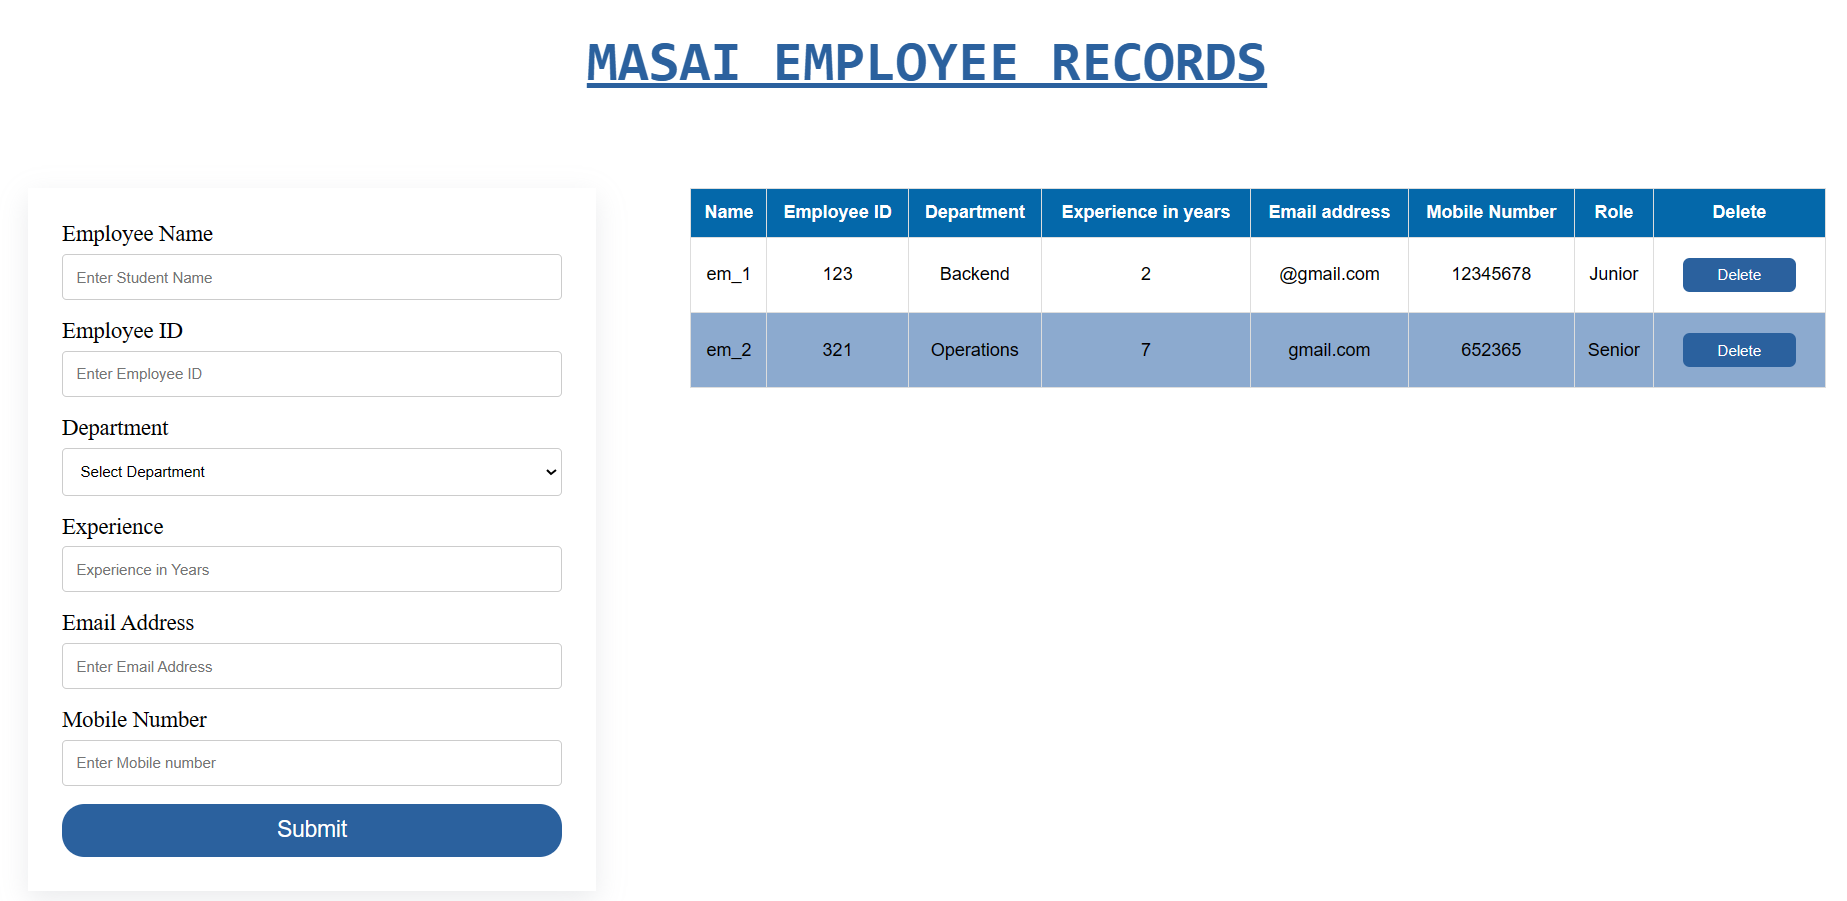 MASAI EMPLOYEE RECORDS
Employee Name
Enter Student Name
Employee ID
Enter Employee ID
Department
Select Department
Experience
Experience in Years
Email Address
Enter Email Address
Mobile Number
Enter Mobile number
Submit
Name Employee ID Department Experience in years Email address Mobile Number Role Delete
em_1 123 Backend 2 @gmail.com 12345678 Junior Delete
em_2 321 Operations 7 gmail.com 652365 Senior Delete